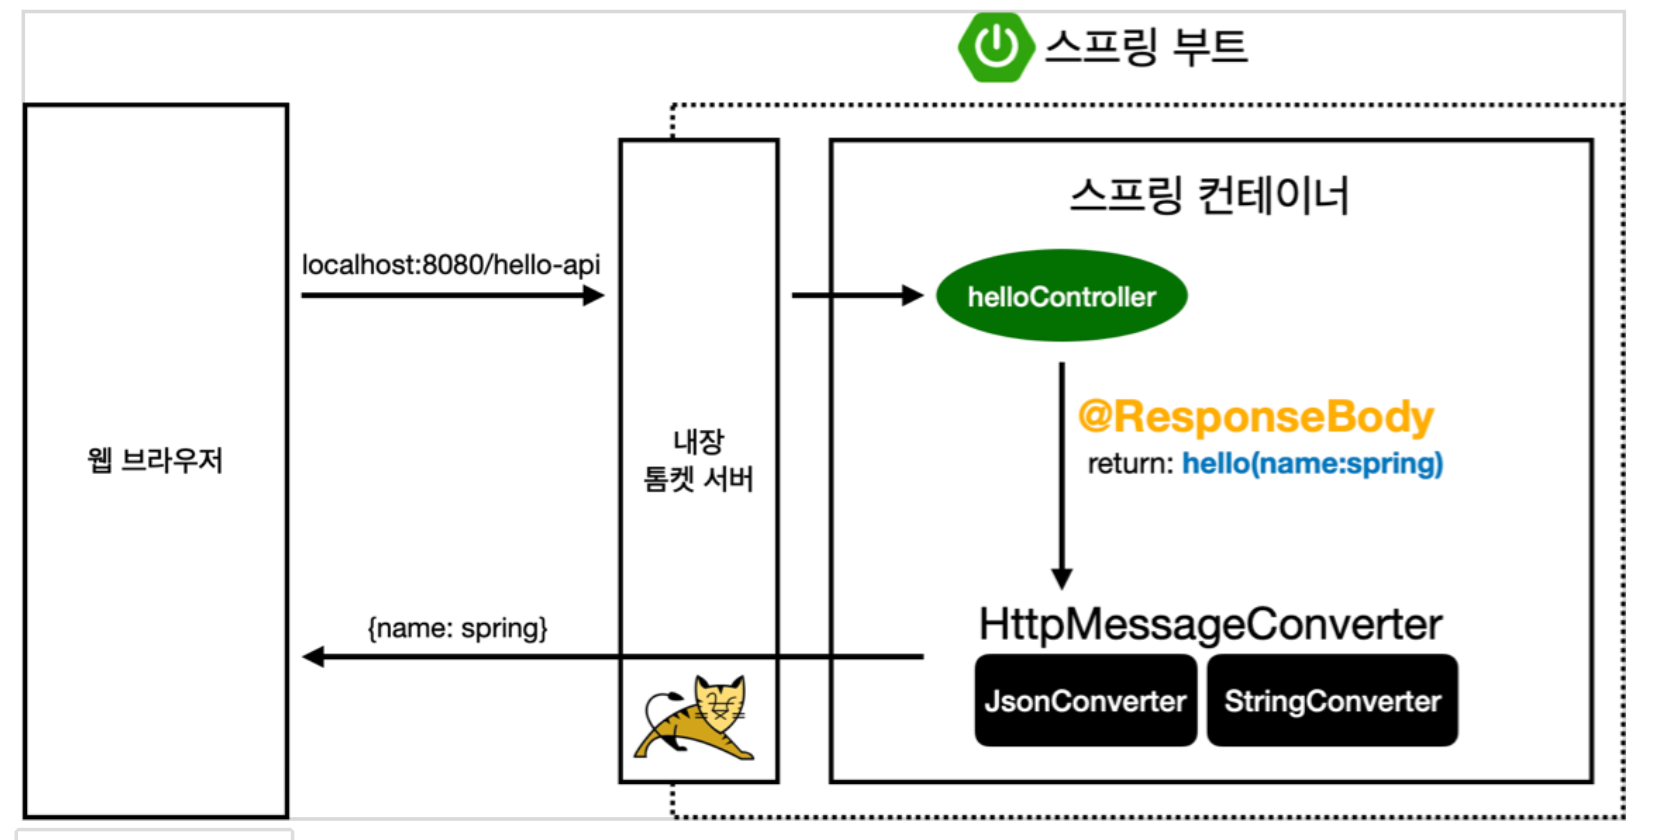 스프링 부트
스프링 컨테이너
localhost:8080/hello-api
helloController
@ResponseBody
return: hello(name:spring)
웹 브라우저
내장
톰켓 서버
{name: spring}
HttpMessageConverter
JsonConverter
StringConverter